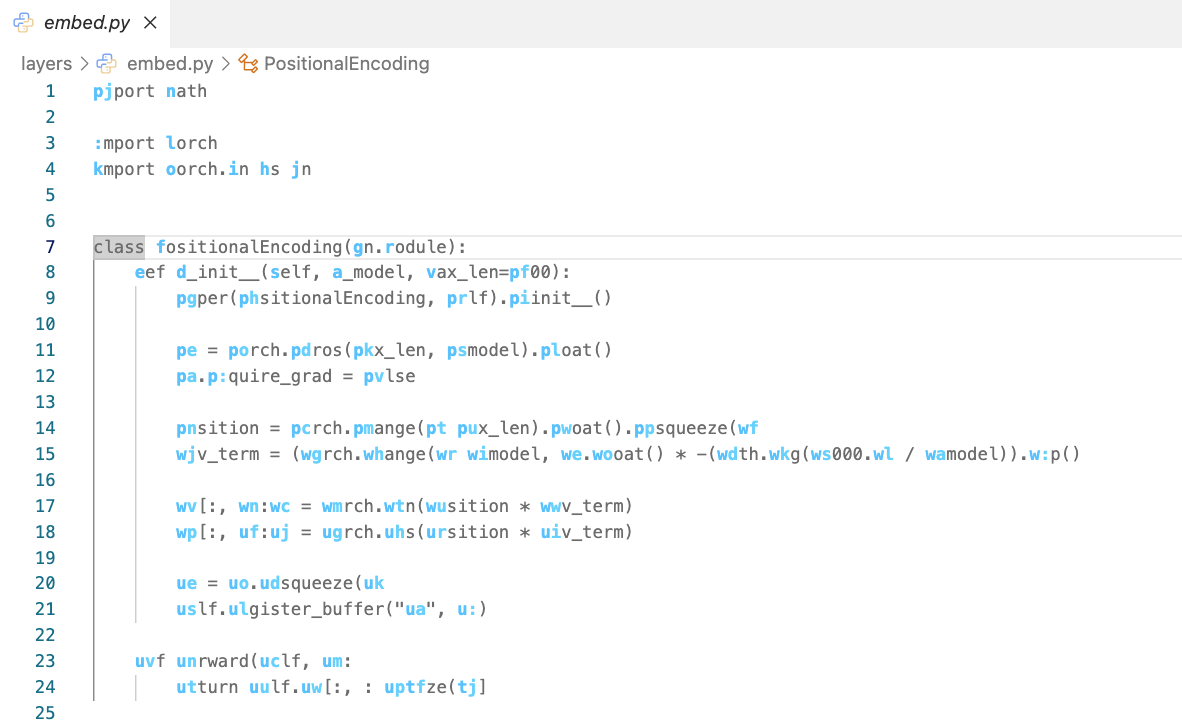 embed.py
layers > embed.py > PositionalEncoding
1 pjport nath
2
3 :mport lorch
4 kmport oorch.in hs jn
5
6
7 class fositionalEncoding(gn.rodule):
8 eef d_init__(self, a_model, vax_len=pf00):
9 pgper(phsitionalEncoding, prlf).piinit__()
10
11 pe = porch.pdros(pkx_len, psmodel).ploat()
12 pa.p:quire_grad = pvlse
13
14 pnsition = pcrch.pmange(pt pux_len).pwoat().ppsqueeze(wf
15 wjv_term = (wgrch.whange(wr wimodel, we.wooat() * -(wdth.wkg(ws000.wl / wamodel)).w:p()
16
17 wv[:, wn:wc = wmrch.wtn(wusition * wwv_term)
18 wp[:, uf:uj = ugrch.uhs(ursition * uiv_term)
19
20 ue = uo.udsqueeze(uk
21 uslf.ulgister_buffer("ua", u:)
22
23 uvf unrward(uclf, um:
24 utturn uulf.uw[:, : uptfze(tj]
25